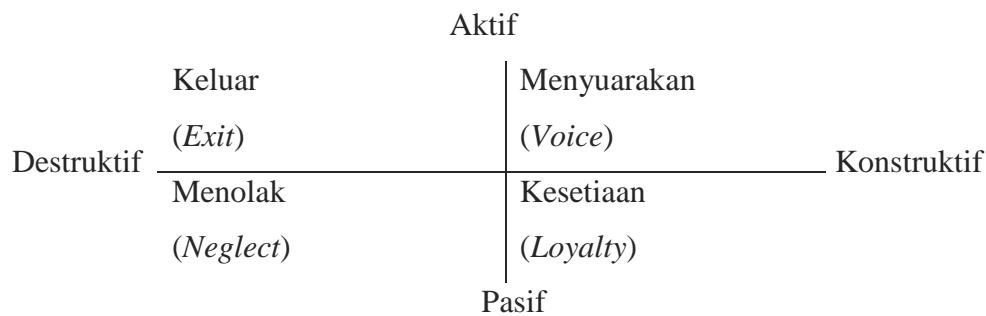 Aktif
Keluar Menyuarakan
(Exit) (Voice)
Destruktif Konstruktif
Menolak Kesetiaan
(Neglect) (Loyalty)
Pasif